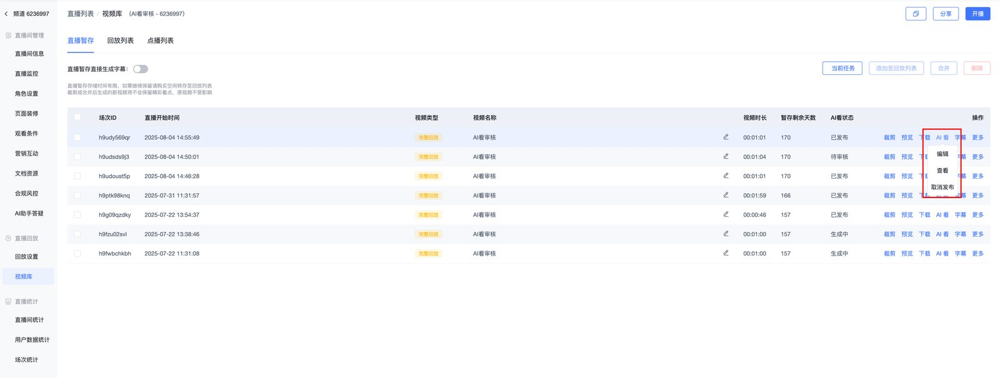 频道 6236997
直播间管理
直播间信息
直播监控
角色设置
页面装修
观看条件
营销互动
文档资源
合规风控
AI助手答疑
直播回放
回放设置
视频库
直播统计
直播间统计
用户数据统计
场次统计
直播列表 / 视频库 (AI看审核 - 6236997)
分享 开播
直播暂存 回放列表 点播列表
直播暂存直接生成字幕:
当前任务 添加至回放列表 合并 删除
直播暂存存储时间有限,如需继续保留请购买空间转存至回放列表
裁剪或合并后生成的新视频将不会保留精彩看点,原视频不受影响
场次ID 直播开始时间 视频类型 视频名称 视频时长 暂存剩余天数 AI看状态 操作
h9udy569qr 2025-08-04 14:55:49 完整回放 AI看审核 00:01:01 170 已发布 裁剪 预览 下载 AI 看 字幕 更多
h9udsds9j3 2025-08-04 14:50:01 完整回放 AI看审核 00:01:04 170 待审核 裁剪 预览 更多
编辑
查看
取消发布
h9udoust5p 2025-08-04 14:46:28 完整回放 AI看审核 00:01:01 170 已发布 裁剪 预览 更多
h9ptk98knq 2025-07-31 11:31:57 完整回放 AI看审核 00:01:59 166 已发布 裁剪 预览 更多
h9g09qzdky 2025-07-22 13:54:37 完整回放 AI看审核 00:00:46 157 已发布 裁剪 预览 下载 AI 看 字幕 更多
h9fzu02svl 2025-07-22 13:38:46 完整回放 AI看审核 00:01:00 157 生成中 裁剪 预览 下载 AI 看 字幕 更多
h9fwbchkbh 2025-07-22 11:31:08 完整回放 AI看审核 00:01:00 157 生成中 裁剪 预览 下载 AI 看 字幕 更多